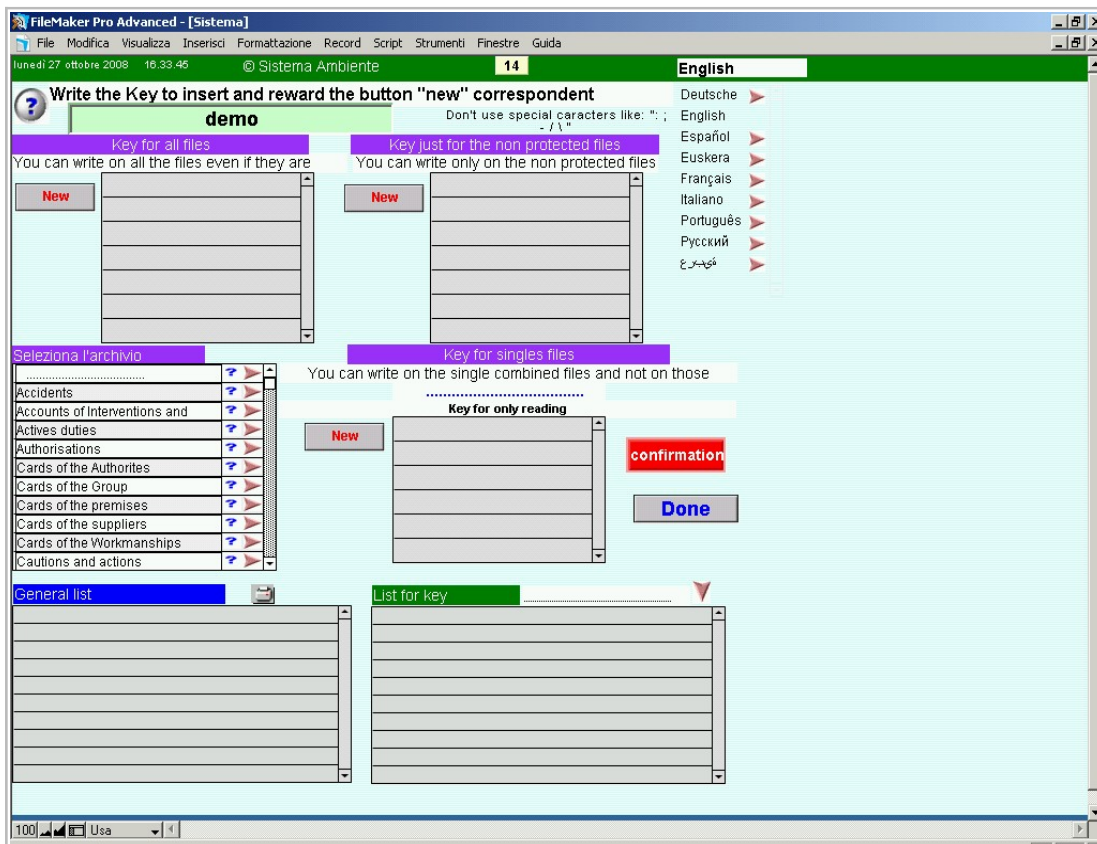 FileMaker Pro Advanced - [Sistema]
File Modifica Visualizza Inserisci Formattazione Record Script Strumenti Finestre Guida
lunedì 27 ottobre 2008 16.33.45 © Sistema Ambiente 14 English
Write the Key to insert and reward the button "new" correspondent
demo
Don't use special caracters like: ": ;
- / \ "
Deutsche
English
Español
Euskera
Français
Italiano
Português
Русский
Key for all files
You can write on all the files even if they are
New
Key just for the non protected files
You can write only on the non protected files
New
Seleziona l'archivio
......................................
Accidents
Accounts of Interventions and
Actives duties
Authorisations
Cards of the Authorites
Cards of the Group
Cards of the premises
Cards of the suppliers
Cards of the Workmanships
Cautions and actions
Key for singles files
You can write on the single combined files and not on those
...................................
Key for only reading
New
confirmation
Done
General list
List for key
100 Usa